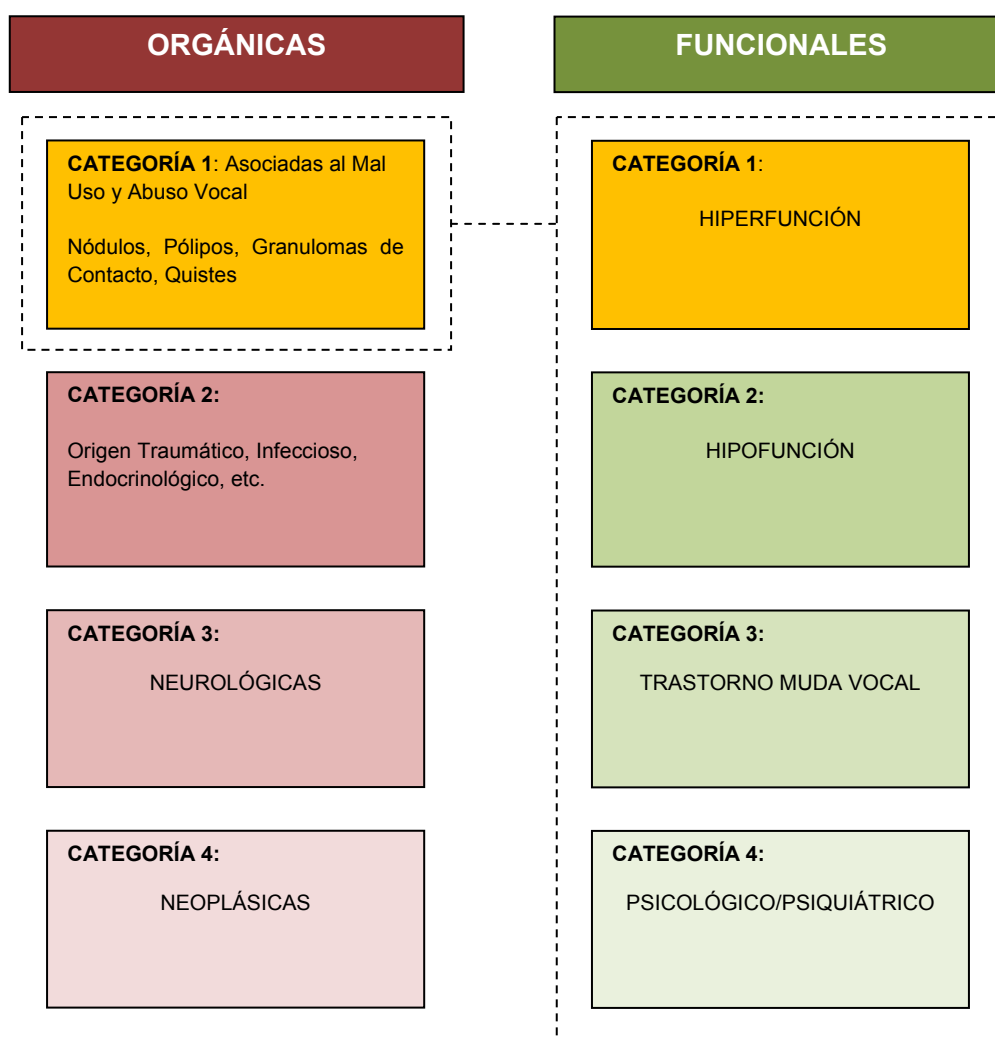 ORGÁNICAS
CATEGORÍA 1: Asociadas al Mal
Uso y Abuso Vocal
Nódulos, Pólipos, Granulomas de
Contacto, Quistes
CATEGORÍA 2:
Origen Traumático, Infeccioso,
Endocrinológico, etc.
CATEGORÍA 3:
NEUROLÓGICAS
CATEGORÍA 4:
NEOPLÁSICAS
FUNCIONALES
CATEGORÍA 1:
HIPERFUNCIÓN
CATEGORÍA 2:
HIPOFUNCIÓN
CATEGORÍA 3:
TRASTORNO MUDA VOCAL
CATEGORÍA 4:
PSICOLÓGICO/PSIQUIÁTRICO